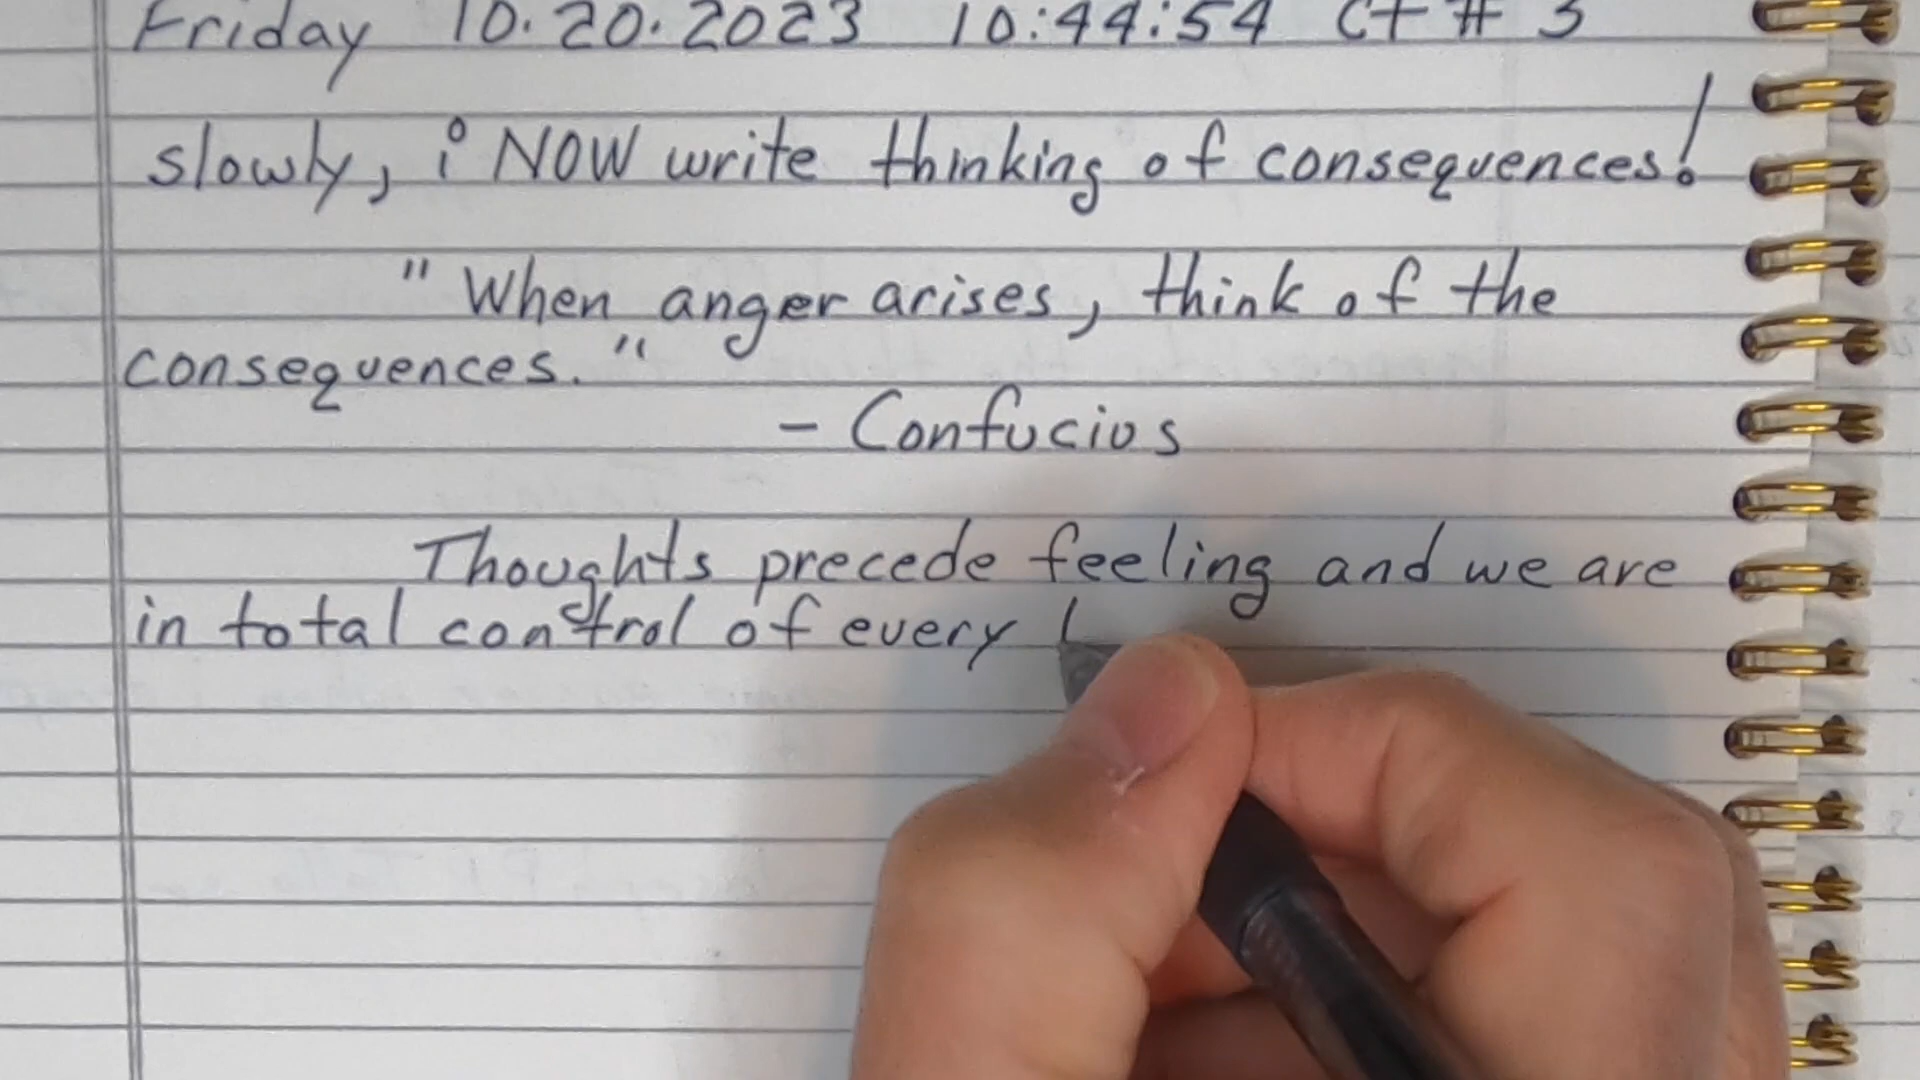 Friday 10.20.2023 10:44:54 CT # 3
slowly, i NOW write thinking of consequences!
"When anger arises, think of the
consequences."
- Confucius
Thoughts precede feeling and we are
in total control of every